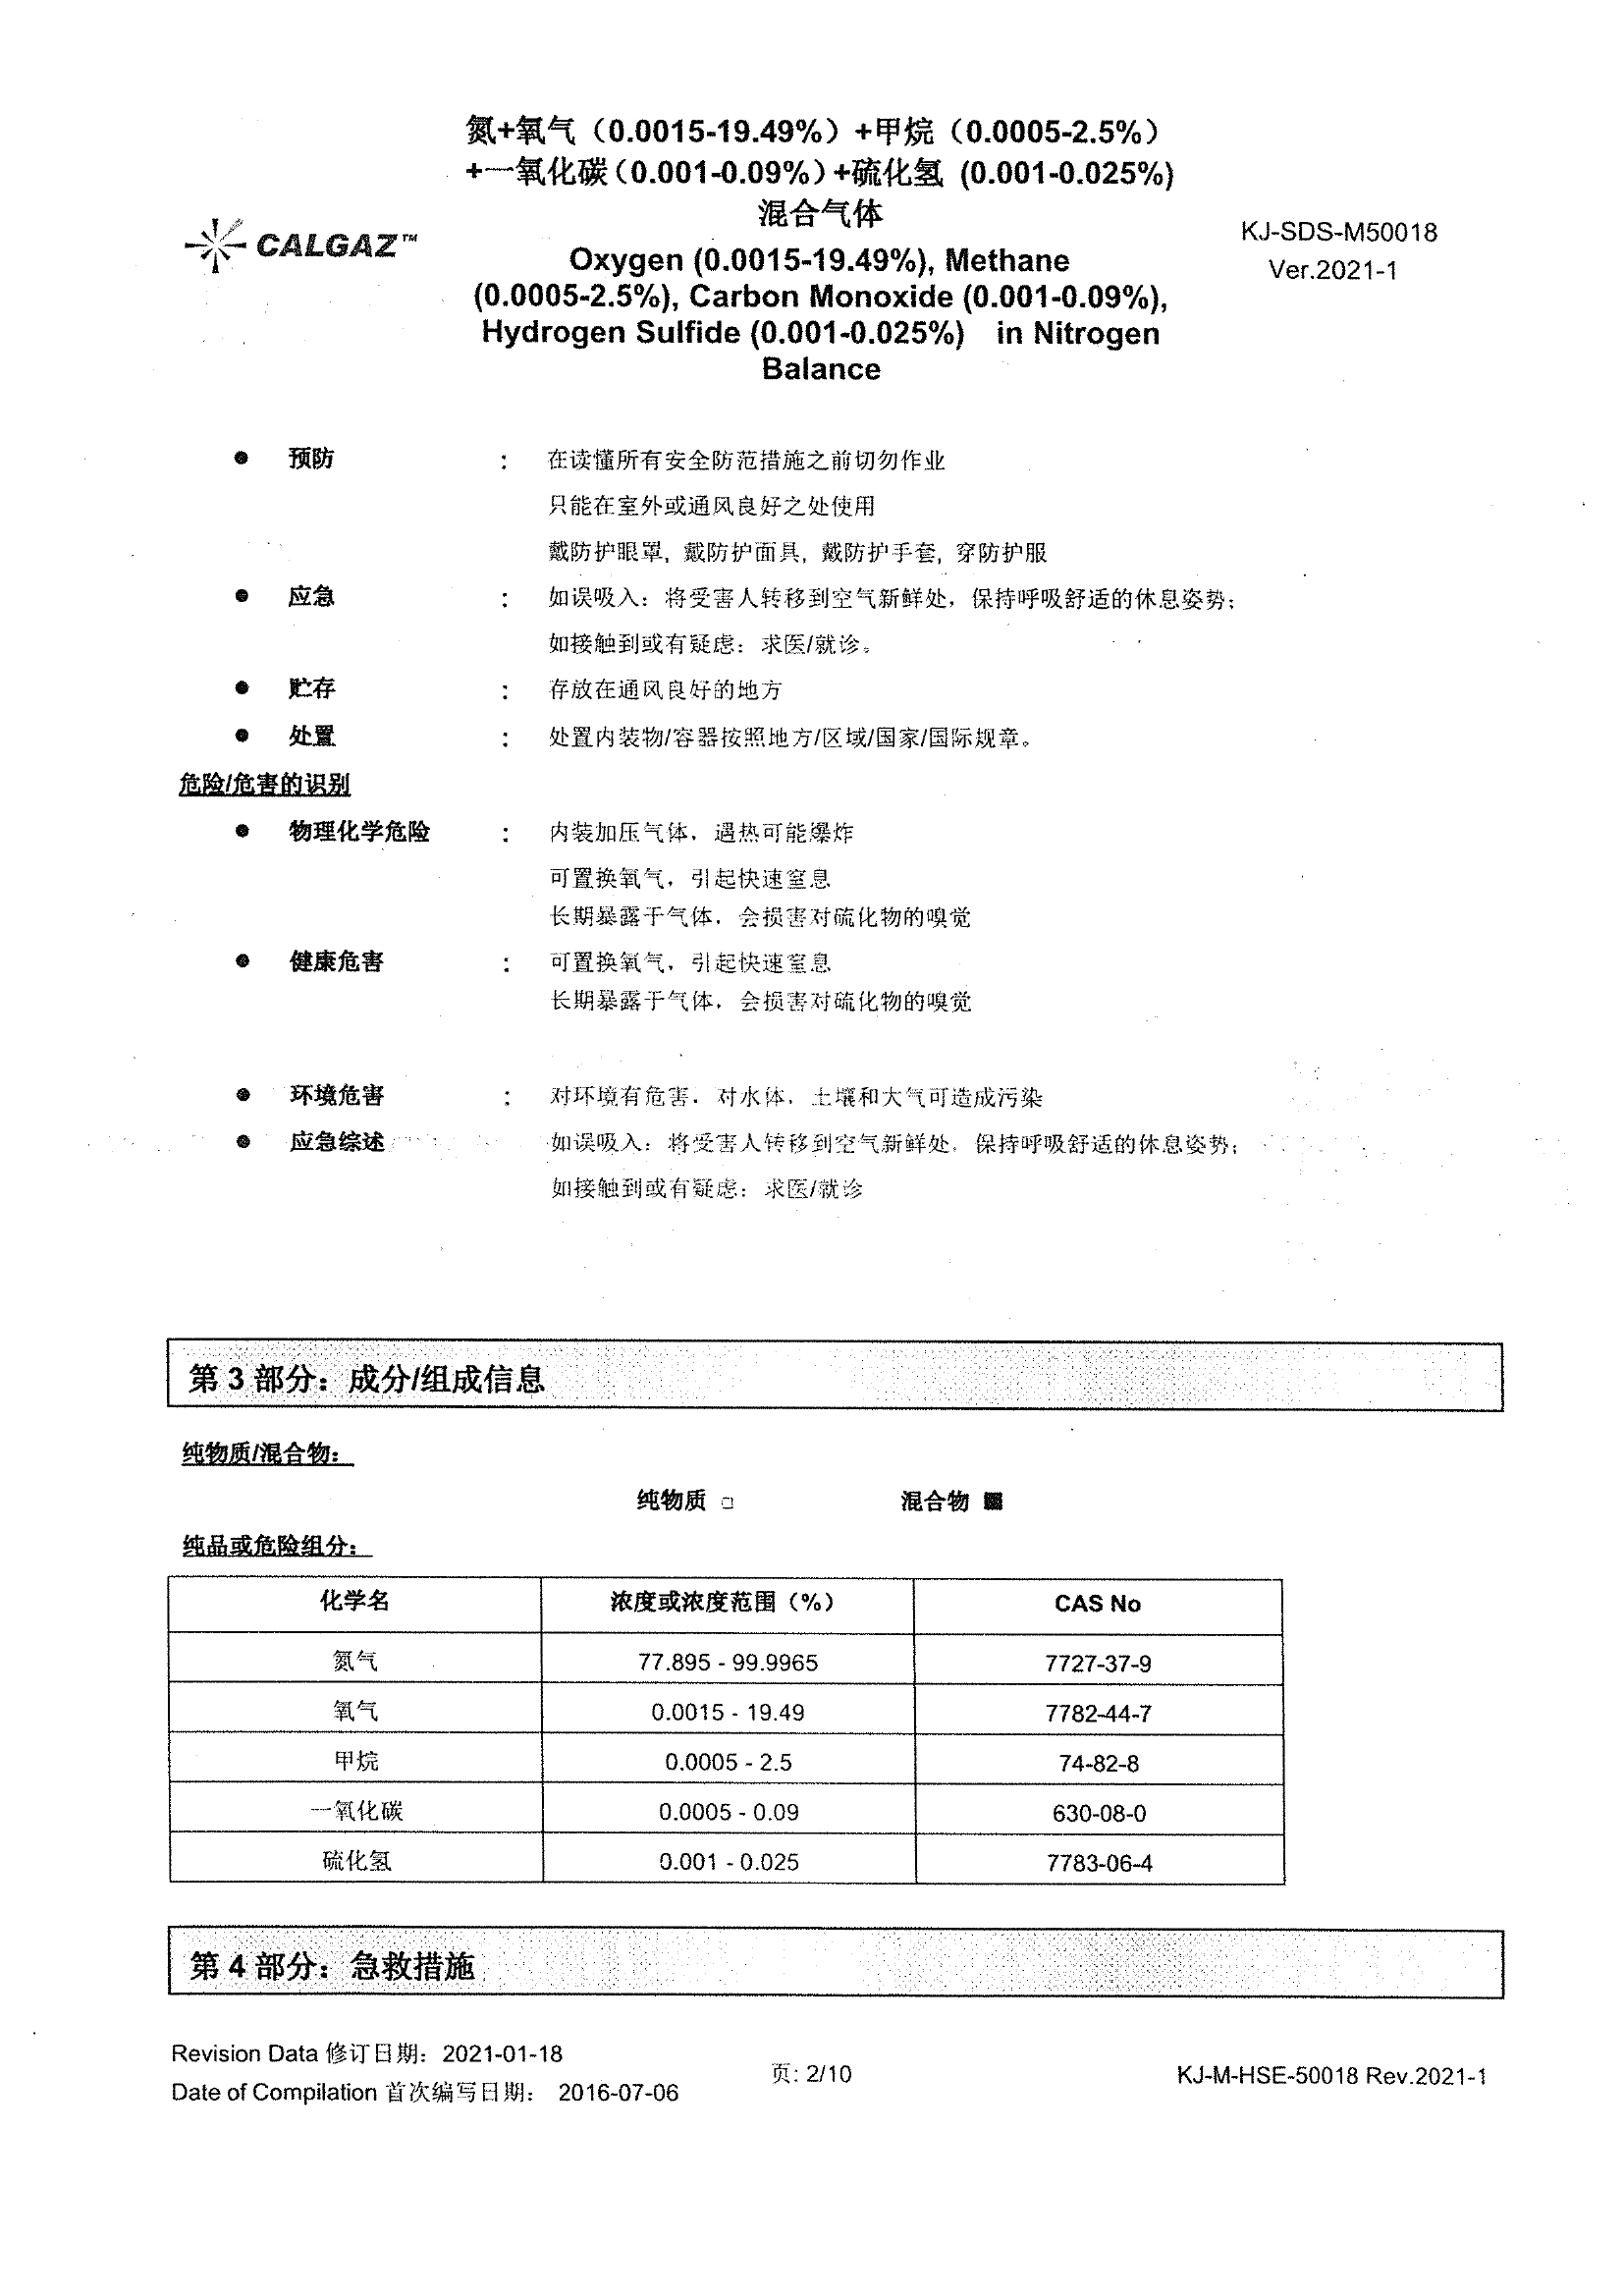 氮+氧气（0.0015-19.49%）+甲烷（0.0005-2.5%）
+一氧化碳（0.001-0.09%）+硫化氢 (0.001-0.025%)
混合气体
CALGAZ™
KJ-SDS-M50018
Ver.2021-1
Oxygen (0.0015-19.49%), Methane
(0.0005-2.5%), Carbon Monoxide (0.001-0.09%),
Hydrogen Sulfide (0.001-0.025%) in Nitrogen
Balance
● 预防 : 在读懂所有安全防范措施之前切勿作业
只能在室外或通风良好之处使用
戴防护眼罩, 戴防护面具, 戴防护手套, 穿防护服
● 应急 : 如误吸入：将受害人转移到空气新鲜处，保持呼吸舒适的休息姿势；
如接触到或有疑虑：求医/就诊。
● 贮存 : 存放在通风良好的地方
● 处置 : 处置内装物/容器按照地方/区域/国家/国际规章。
危险/危害的识别
● 物理化学危险 : 内装加压气体，遇热可能爆炸
可置换氧气，引起快速窒息
长期暴露于气体，会损害对硫化物的嗅觉
● 健康危害 : 可置换氧气，引起快速窒息
长期暴露于气体，会损害对硫化物的嗅觉
● 环境危害 : 对环境有危害，对水体，土壤和大气可造成污染
● 应急综述 如误吸入：将受害人转移到空气新鲜处，保持呼吸舒适的休息姿势；
如接触到或有疑虑：求医/就诊
第 3 部分：成分/组成信息
纯物质/混合物：
纯物质 □ 混合物 ■
纯品或危险组分：
化学名 浓度或浓度范围（%） CAS No
氮气 77.895 - 99.9965 7727-37-9
氧气 0.0015 - 19.49 7782-44-7
甲烷 0.0005 - 2.5 74-82-8
一氧化碳 0.0005 - 0.09 630-08-0
硫化氢 0.001 - 0.025 7783-06-4
第 4 部分：急救措施
Revision Data 修订日期：2021-01-18
Date of Compilation 首次编写日期： 2016-07-06
页: 2/10
KJ-M-HSE-50018 Rev.2021-1